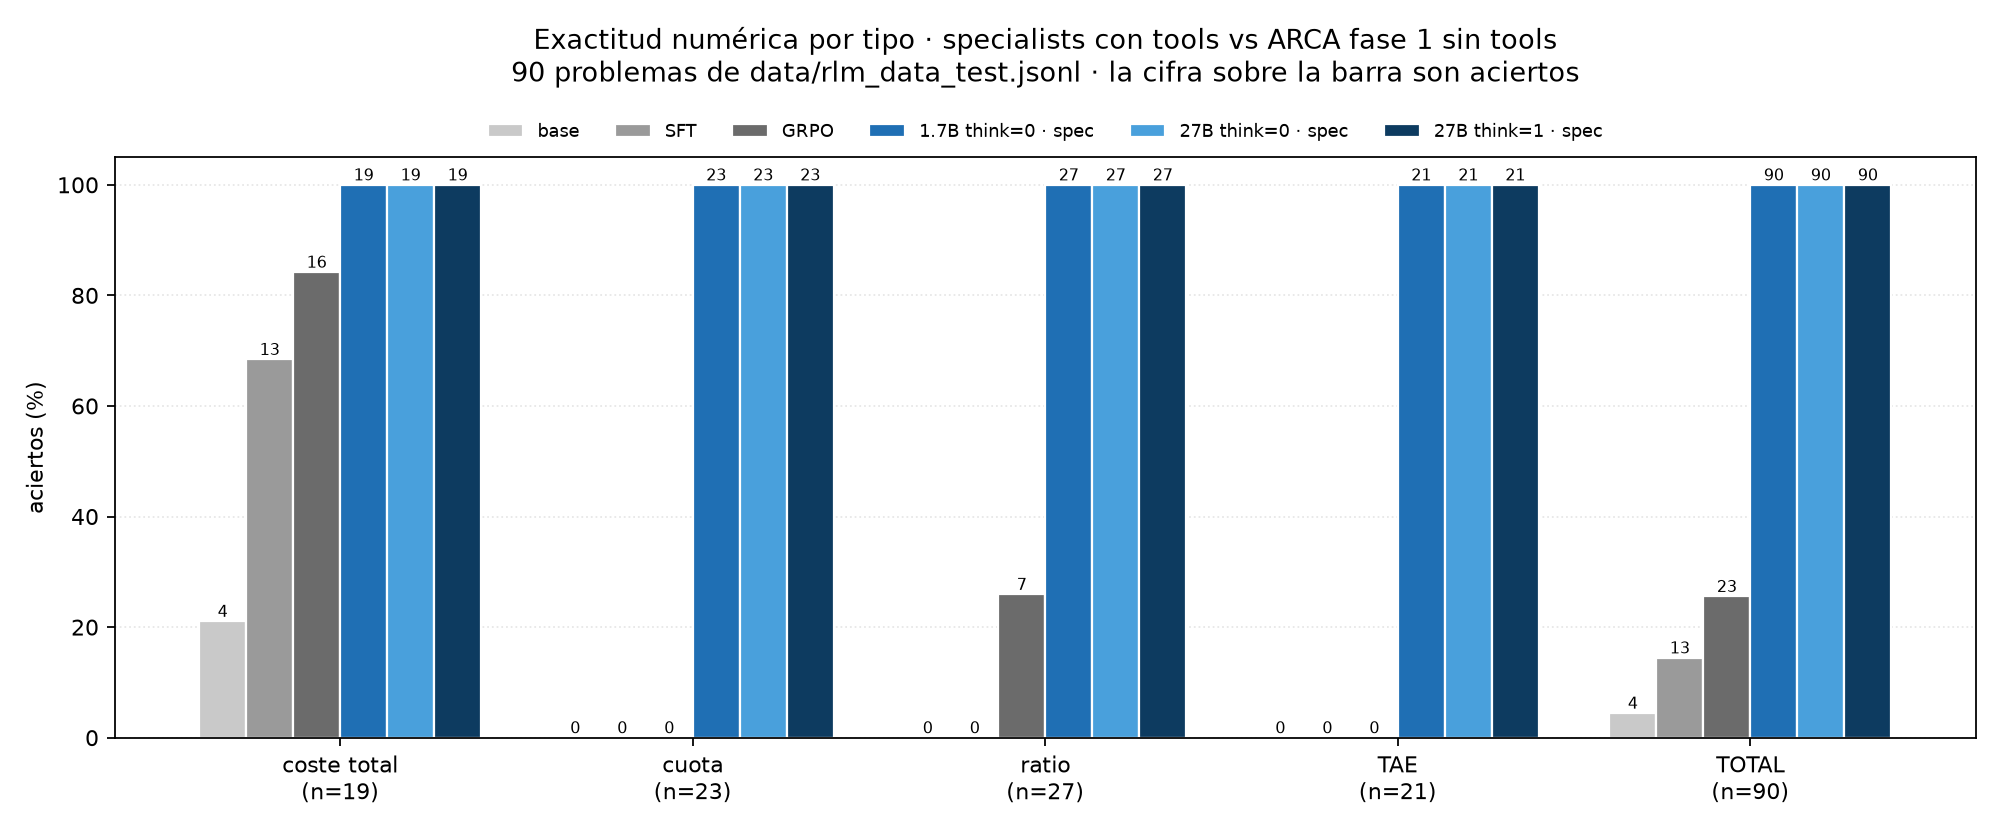 Exactitud numérica por tipo · specialists con tools vs ARCA fase 1 sin tools
90 problemas de data/rlm_data_test.jsonl · la cifra sobre la barra son aciertos
base SFT GRPO 1.7B think=0 · spec 27B think=0 · spec 27B think=1 · spec
aciertos (%)
100
80
60
40
20
0
4 13 16 19 19 19
0 0 0 23 23 23
0 0 7 27 27 27
0 0 0 21 21 21
4 13 23 90 90 90
coste total
(n=19)
cuota
(n=23)
ratio
(n=27)
TAE
(n=21)
TOTAL
(n=90)